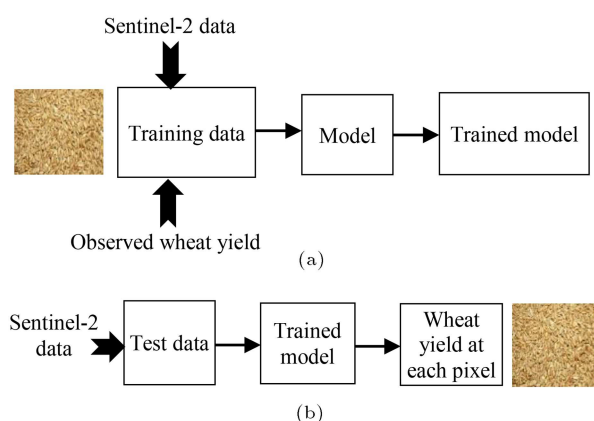 Sentinel-2 data
Training data
Model
Trained model
Observed wheat yield
(a)
Sentinel-2
data
Test data
Trained
model
Wheat
yield at
each pixel
(b)